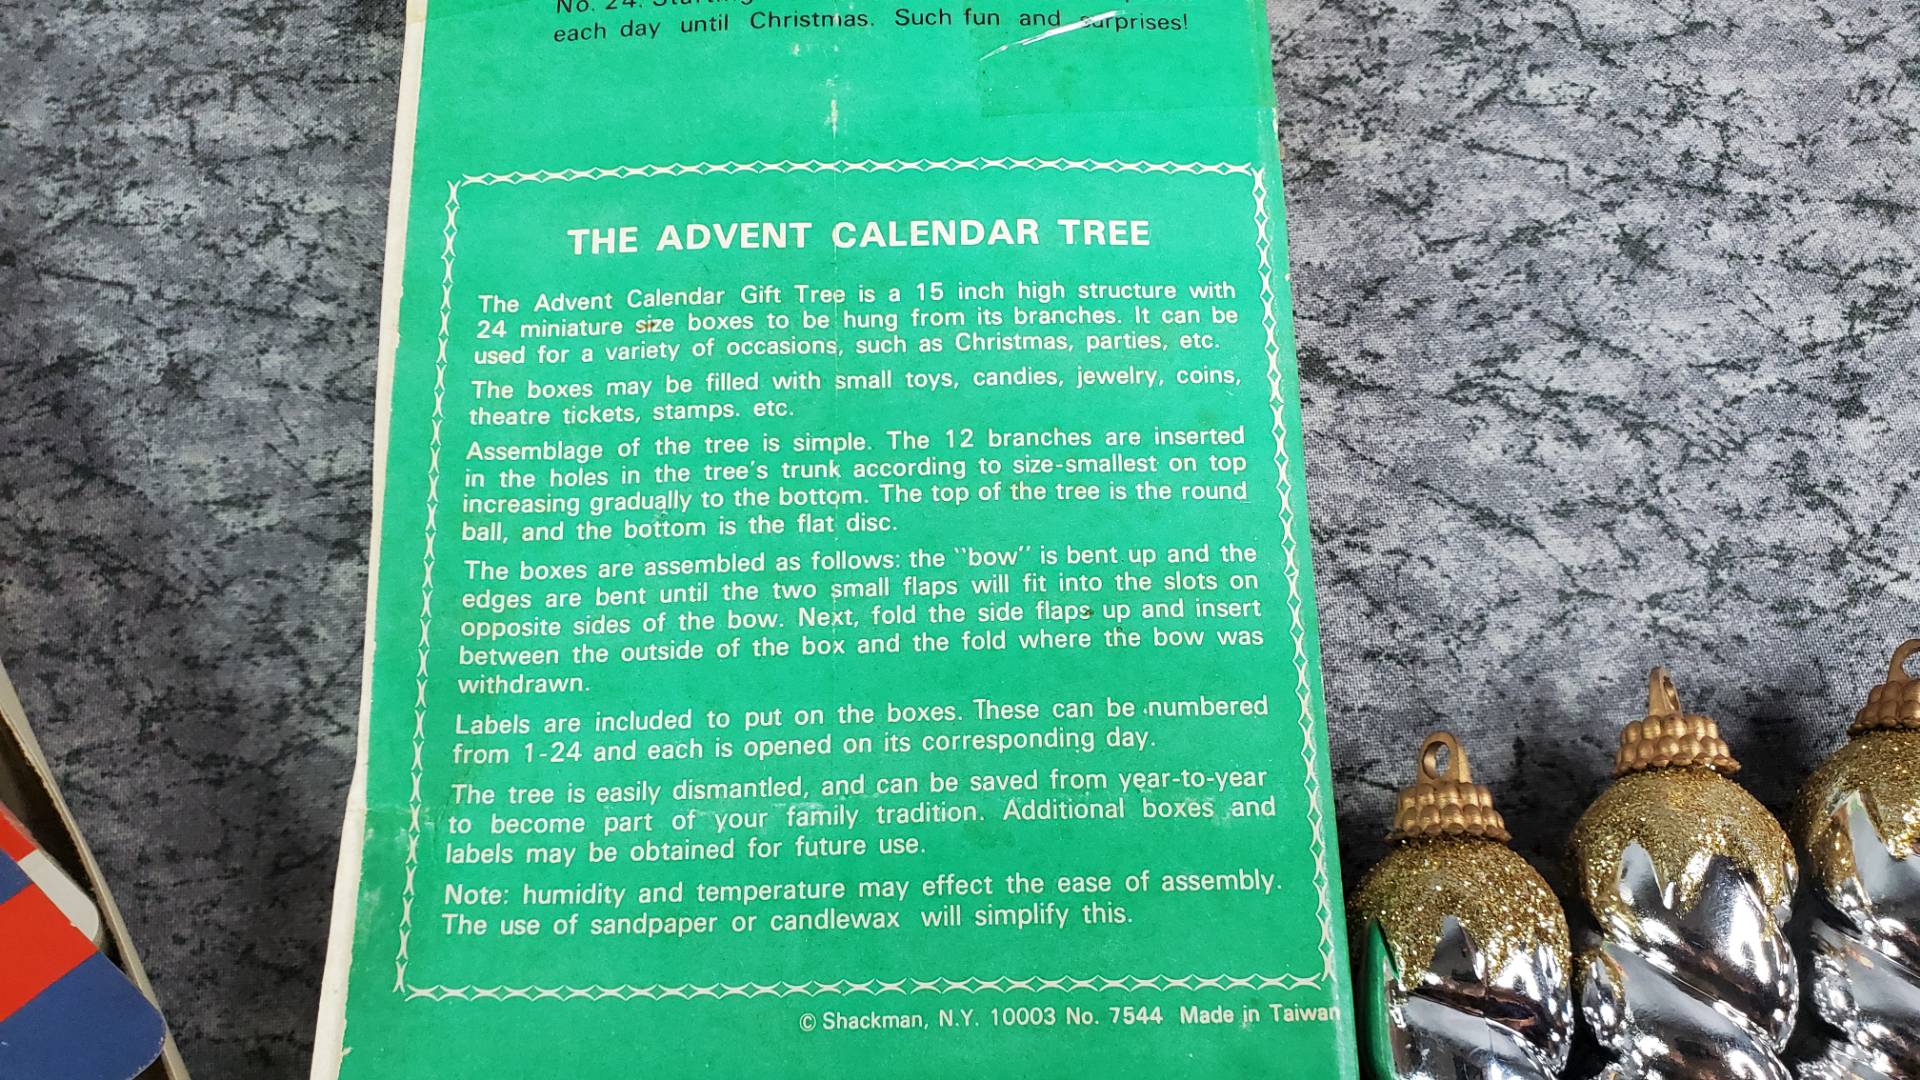 No. 24.
each day until Christmas. Such fun and surprises!
THE ADVENT CALENDAR TREE
The Advent Calendar Gift Tree is a 15 inch high structure with
24 miniature size boxes to be hung from its branches. It can be
used for a variety of occasions, such as Christmas, parties, etc.
The boxes may be filled with small toys, candies, jewelry, coins,
theatre tickets, stamps. etc.
Assemblage of the tree is simple. The 12 branches are inserted
in the holes in the tree's trunk according to size-smallest on top
increasing gradually to the bottom. The top of the tree is the round
ball, and the bottom is the flat disc.
The boxes are assembled as follows: the "bow" is bent up and the
edges are bent until the two small flaps will fit into the slots on
opposite sides of the bow. Next, fold the side flaps up and insert
between the outside of the box and the fold where the bow was
withdrawn.
Labels are included to put on the boxes. These can be numbered
from 1-24 and each is opened on its corresponding day.
The tree is easily dismantled, and can be saved from year-to-year
to become part of your family tradition. Additional boxes and
labels may be obtained for future use.
Note: humidity and temperature may effect the ease of assembly.
The use of sandpaper or candlewax will simplify this.
© Shackman, N.Y. 10003 No. 7544 Made in Taiwan